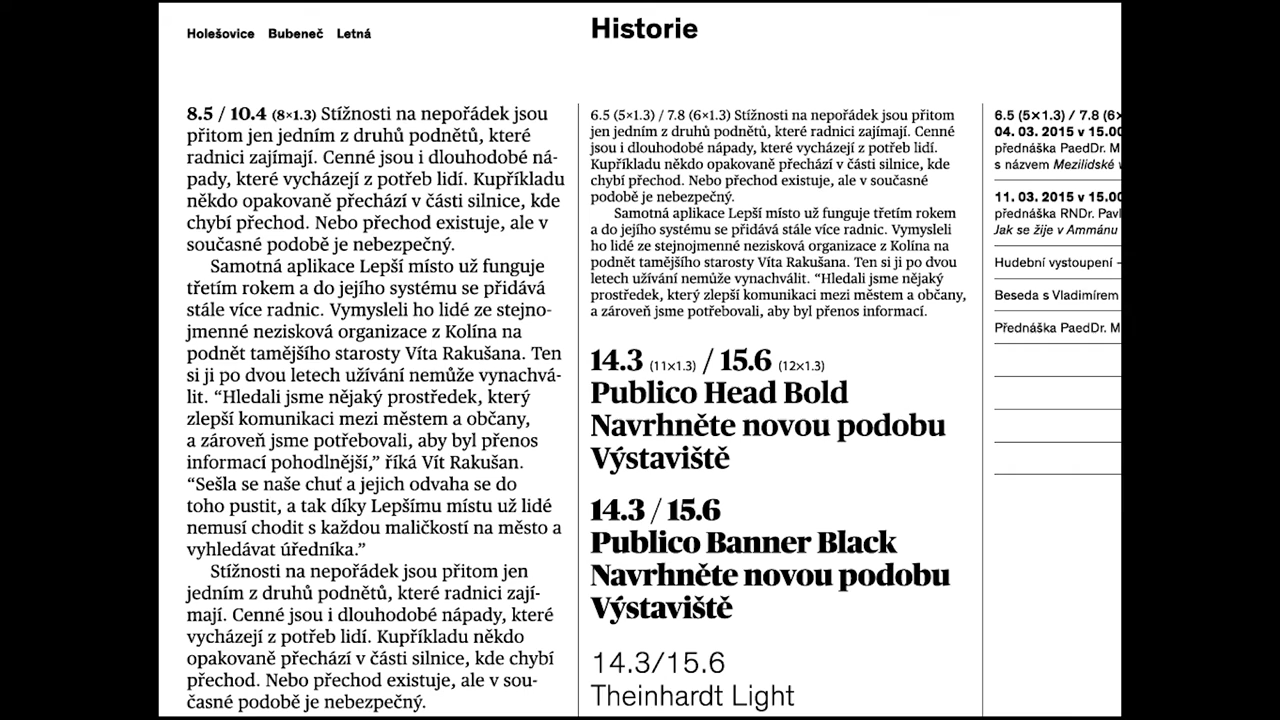 Holešovice Bubeneč Letná
Historie
8.5 / 10.4 (8×1.3) Stížnosti na nepořádek jsou
přitom jen jedním z druhů podnětů, které
radnici zajímají. Cenné jsou i dlouhodobé ná-
pady, které vycházejí z potřeb lidí. Kupříkladu
někdo opakovaně přechází v části silnice, kde
chybí přechod. Nebo přechod existuje, ale v
současné podobě je nebezpečný.
Samotná aplikace Lepší místo už funguje
třetím rokem a do jejího systému se přidává
stále více radnic. Vymysleli ho lidé ze stejno-
jmenné nezisková organizace z Kolína na
podnět tamějšího starosty Víta Rakušana. Ten
si ji po dvou letech užívání nemůže vynachvá-
lit. “Hledali jsme nějaký prostředek, který
zlepší komunikaci mezi městem a občany,
a zároveň jsme potřebovali, aby byl přenos
informací pohodlnější,” říká Vít Rakušan.
“Sešla se naše chuť a jejich odvaha se do
toho pustit, a tak díky Lepšímu místu už lidé
nemusí chodit s každou maličkostí na město a
vyhledávat úředníka.”
Stížnosti na nepořádek jsou přitom jen
jedním z druhů podnětů, které radnici zají-
mají. Cenné jsou i dlouhodobé nápady, které
vycházejí z potřeb lidí. Kupříkladu někdo
opakovaně přechází v části silnice, kde chybí
přechod. Nebo přechod existuje, ale v sou-
časné podobě je nebezpečný.
6.5 (5×1.3) / 7.8 (6×1.3) Stížnosti na nepořádek jsou přitom
jen jedním z druhů podnětů, které radnici zajímají. Cenné
jsou i dlouhodobé nápady, které vycházejí z potřeb lidí.
Kupříkladu někdo opakovaně přechází v části silnice, kde
chybí přechod. Nebo přechod existuje, ale v současné
podobě je nebezpečný.
Samotná aplikace Lepší místo už funguje třetím rokem
a do jejího systému se přidává stále více radnic. Vymysleli
ho lidé ze stejnojmenné nezisková organizace z Kolína na
podnět tamějšího starosty Víta Rakušana. Ten si ji po dvou
letech užívání nemůže vynachválit. “Hledali jsme nějaký
prostředek, který zlepší komunikaci mezi městem a občany,
a zároveň jsme potřebovali, aby byl přenos informací.
14.3 (11×1.3) / 15.6 (12×1.3)
Publico Head Bold
Navrhněte novou podobu
Výstaviště
14.3 / 15.6
Publico Banner Black
Navrhněte novou podobu
Výstaviště
14.3/15.6
Theinhardt Light
6.5 (5×1.3) / 7.8 (6×
04. 03. 2015 v 15.00
přednáška PaedDr. M
s názvem Mezilidské
11. 03. 2015 v 15.00
přednáška RNDr. Pavl
Jak se žije v Ammánu
Hudební vystoupení –
Beseda s Vladimírem
Přednáška PaedDr. M